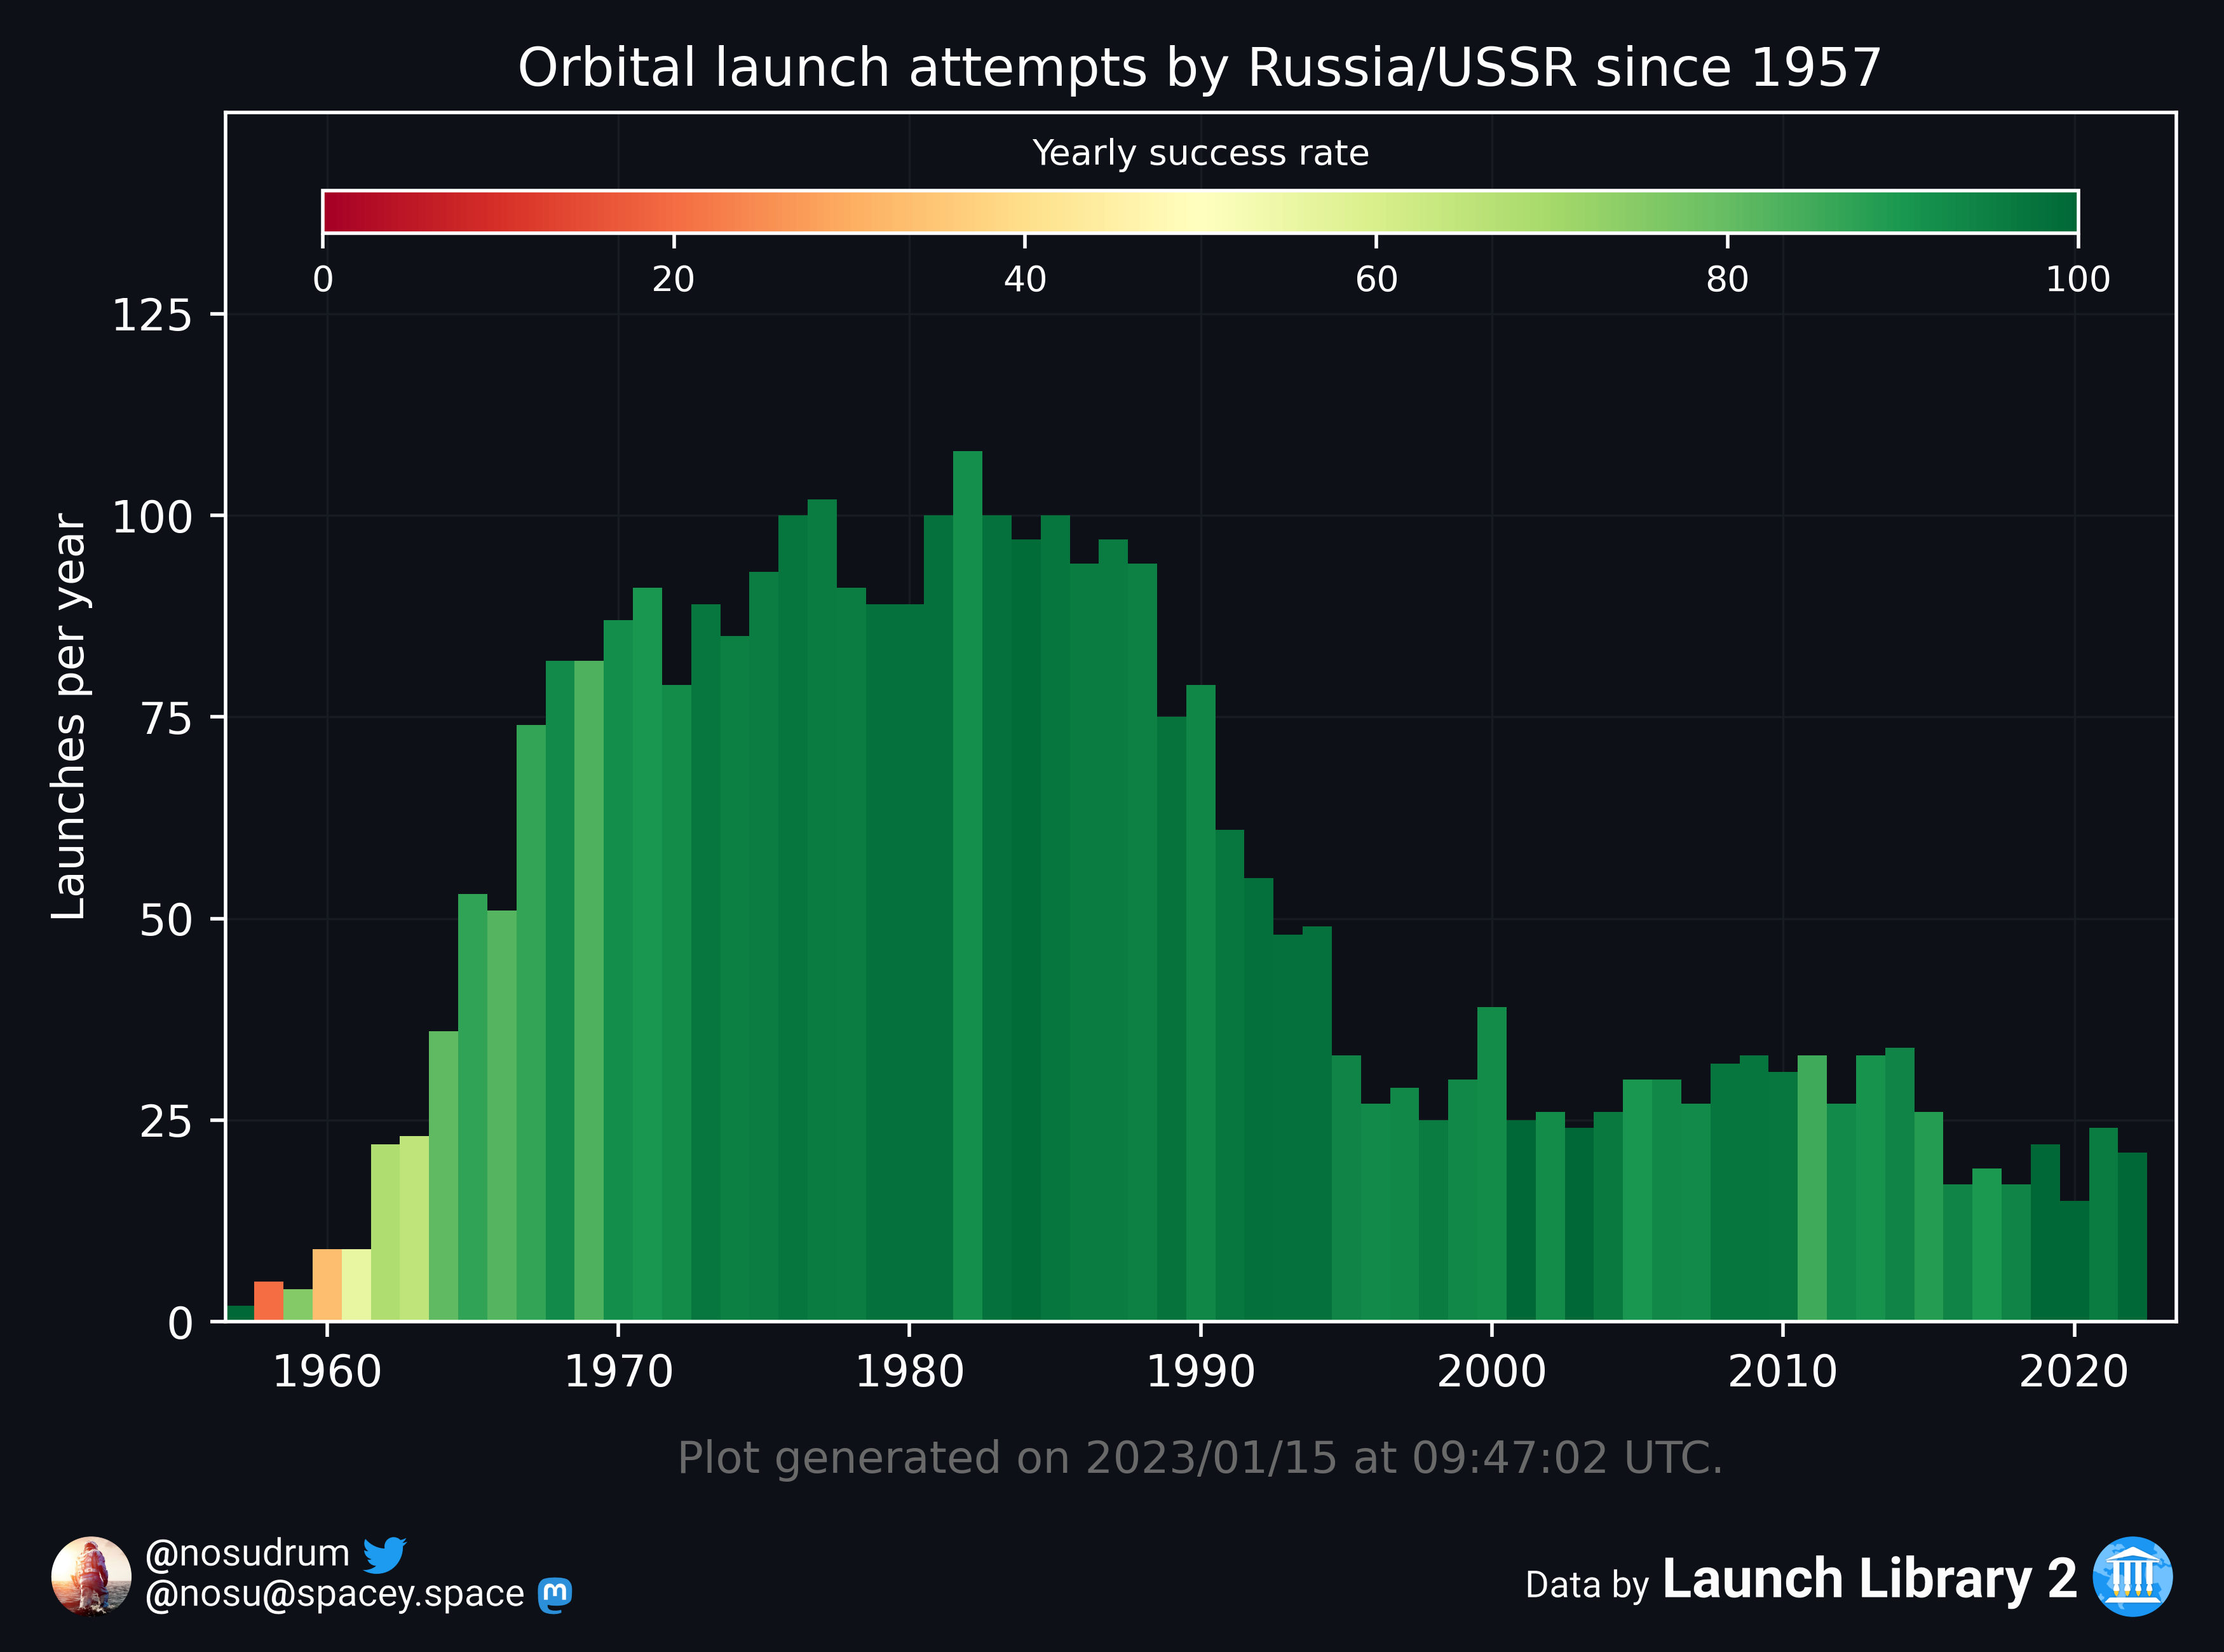 Orbital launch attempts by Russia/USSR since 1957
Yearly success rate
0 20 40 60 80 100
125
100
75
50
25
0
Launches per year
1960 1970 1980 1990 2000 2010 2020
Plot generated on 2023/01/15 at 09:47:02 UTC.
@nosudrum
@nosu@spacey.space
Data by Launch Library 2